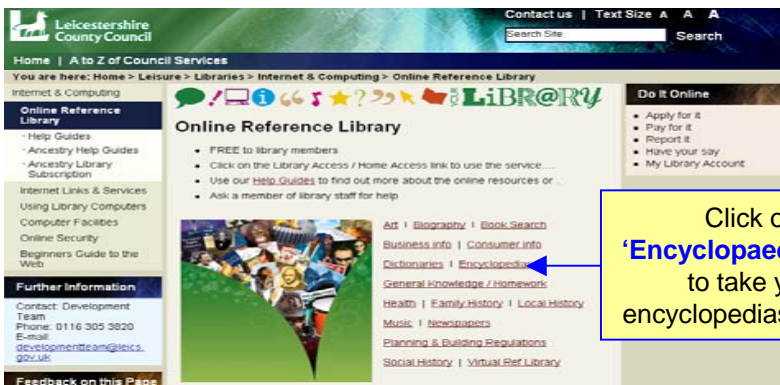 Leicestershire
County Council
Contact us | Text Size A A A
Search Site
Search
Home | A to Z of Council Services
You are here: Home > Leisure > Libraries > Internet & Computing > Online Reference Library
Internet & Computing
Online Reference
Library
- Help Guides
- Ancestry Help Guides
- Ancestry Library
Subscription
Internet Links & Services
Using Library Computers
Computer Facilities
Online Security
Beginners Guide to the
Web
Further Information
Contact: Development
Team
Phone: 0116 305 3820
E-mail:
developmentteam@leics.
gov.uk
Feedback on this Page
LiBR@RY
Online Reference Library
• FREE to library members
• Click on the Library Access / Home Access link to use the service....
• Use our Help Guides to find out more about the online resources or .
• Ask a member of library staff for help
Art | Biography | Book Search
Business info | Consumer info
Dictionaries | Encyclopedias
General Knowledge / Homework
Health | Family History | Local History
Music | Newspapers
Planning & Building Regulations
Social History | Virtual Ref Library
Do It Online
• Apply for it
• Pay for it
• Report it
• Have your say
• My Library Account
Click
'Encyclopaed
to take
encyclopedias